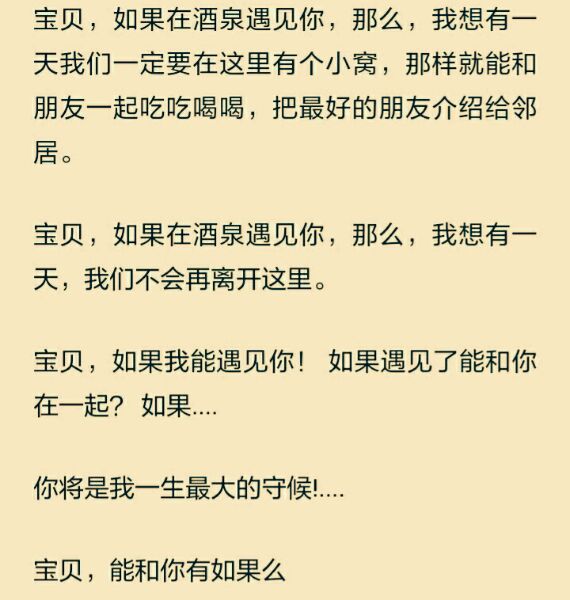 宝贝，如果在酒泉遇见你，那么，我想有一
天我们一定要在这里有个小窝，那样就能和
朋友一起吃吃喝喝，把最好的朋友介绍给邻
居。
宝贝，如果在酒泉遇见你，那么，我想有一
天，我们不会再离开这里。
宝贝，如果我能遇见你！ 如果遇见了能和你
在一起？ 如果....
你将是我一生最大的守候!....
宝贝，能和你有如果么